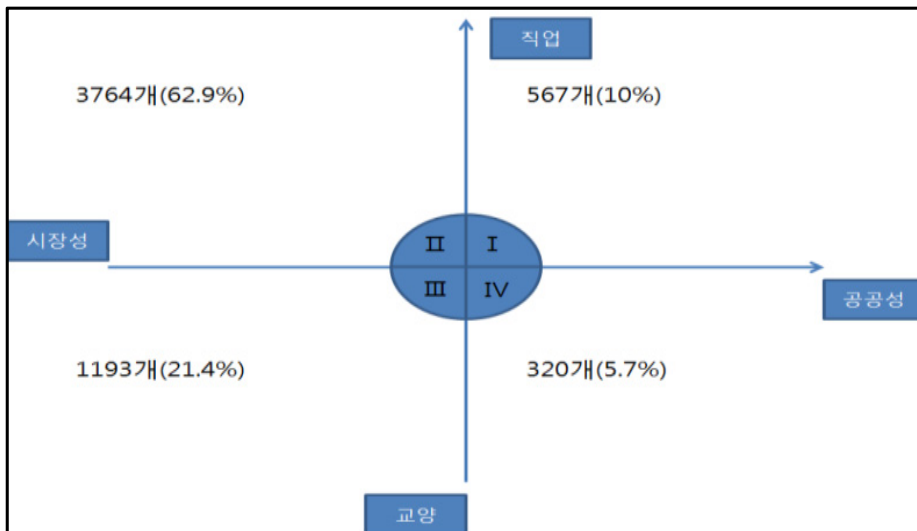 직업
3764개(62.9%)
567개(10%)
시장성
Ⅱ
Ⅰ
Ⅲ
Ⅳ
공공성
1193개(21.4%)
320개(5.7%)
교양